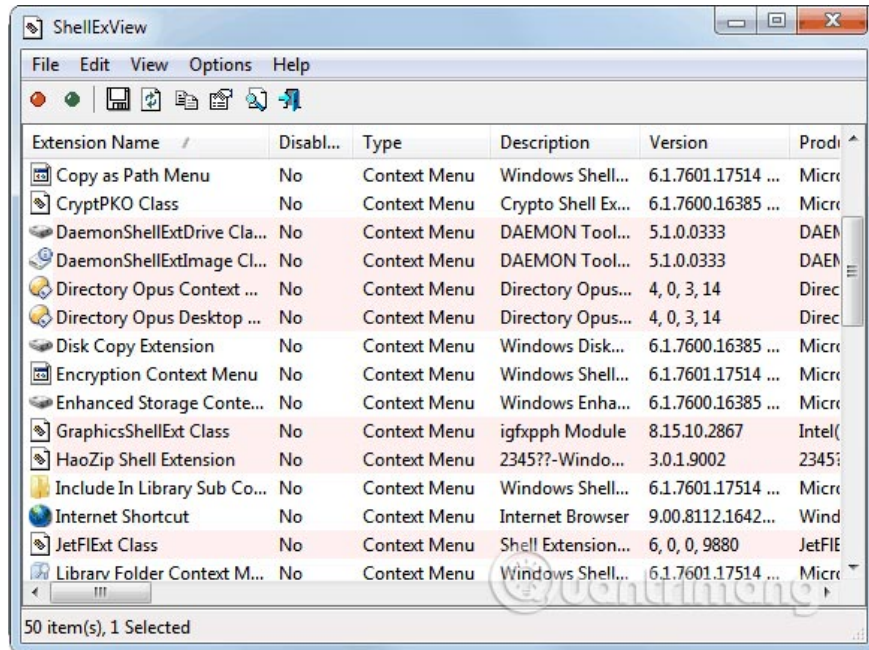 ShellExView
File Edit View Options Help
Extension Name / Disabl... Type Description Version Produ
Copy as Path Menu No Context Menu Windows Shell... 6.1.7601.17514 ... Micro
CryptPKO Class No Context Menu Crypto Shell Ex... 6.1.7600.16385 ... Micro
DaemonShellExtDrive Cla... No Context Menu DAEMON Tool... 5.1.0.0333 DAEM
DaemonShellExtImage Cl... No Context Menu DAEMON Tool... 5.1.0.0333 DAEM
Directory Opus Context ... No Context Menu Directory Opus... 4, 0, 3, 14 Direc
Directory Opus Desktop ... No Context Menu Directory Opus... 4, 0, 3, 14 Direc
Disk Copy Extension No Context Menu Windows Disk... 6.1.7600.16385 ... Micro
Encryption Context Menu No Context Menu Windows Shell... 6.1.7601.17514 ... Micro
Enhanced Storage Conte... No Context Menu Windows Enha... 6.1.7600.16385 ... Micro
GraphicsShellExt Class No Context Menu igfxpph Module 8.15.10.2867 Intel(
HaoZip Shell Extension No Context Menu 2345??-Windo... 3.0.1.9002 2345?
Include In Library Sub Co... No Context Menu Windows Shell... 6.1.7601.17514 ... Micro
Internet Shortcut No Context Menu Internet Browser 9.00.8112.1642... Wind
JetFlExt Class No Context Menu Shell Extension... 6, 0, 0, 9880 JetFlE
Library Folder Context M... No Context Menu Windows Shell... 6.1.7601.17514 ... Micro
Quantrimang
50 item(s), 1 Selected